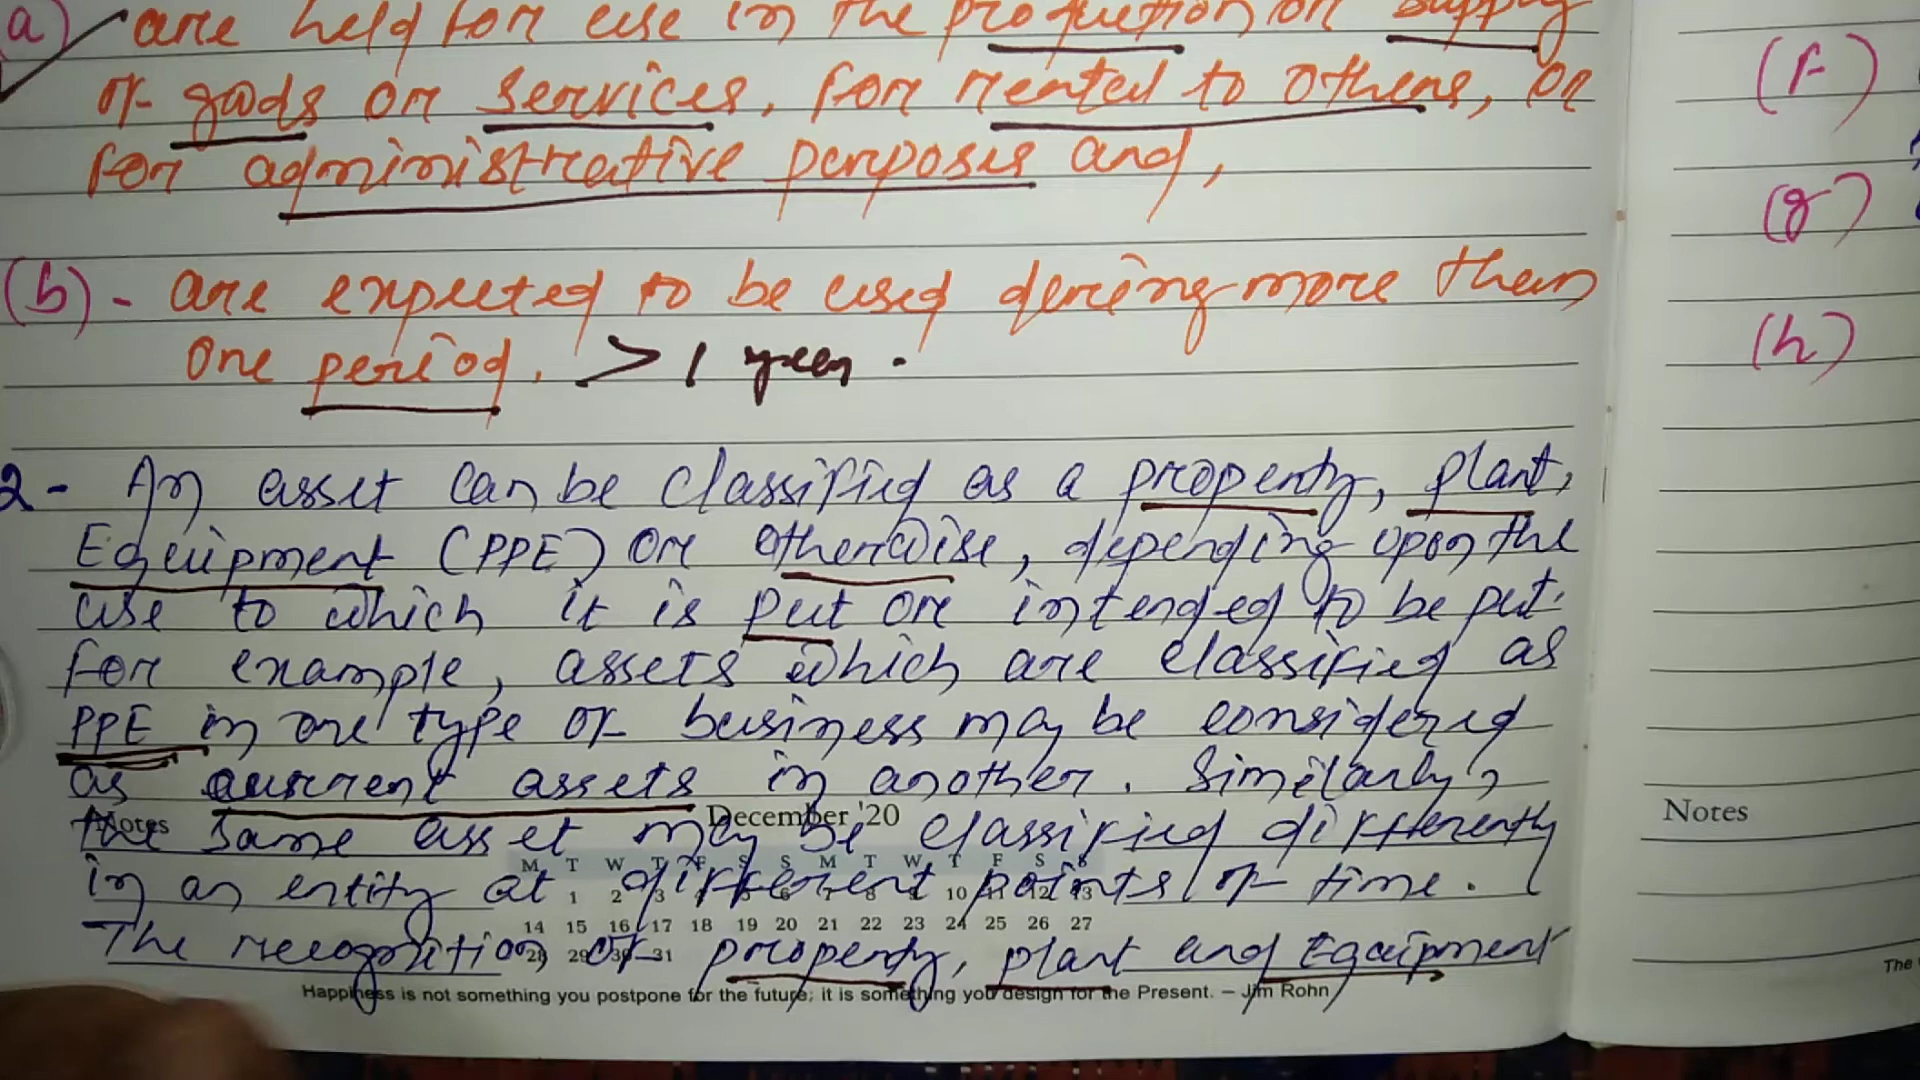 (a) are held for use in the production or supply
of goods or services, for rented to others, or
for administrative purposes and,
(b) - are expected to be used during more than
one period. > 1 year.
2- An asset can be classified as a property, plant,
Equipment (PPE) or otherwise, depending upon the
use to which it is put or intended to be put.
for example, assets which are classified as
PPE in one type of business may be considered
as current assets in another. Similarly,
Notes December '20
the same asset may be classified differently
M T W T F S S M T W T F S S
in an entity at different points of time.
1 2 3 4 5 6 7 8 9 10 11 12 13
14 15 16 17 18 19 20 21 22 23 24 25 26 27
28 29 30 31
The recognition of property, plant and Equipment
Happiness is not something you postpone for the future; it is something you design for the Present. – Jim Rohn
(f)
(g)
(h)
Notes
The